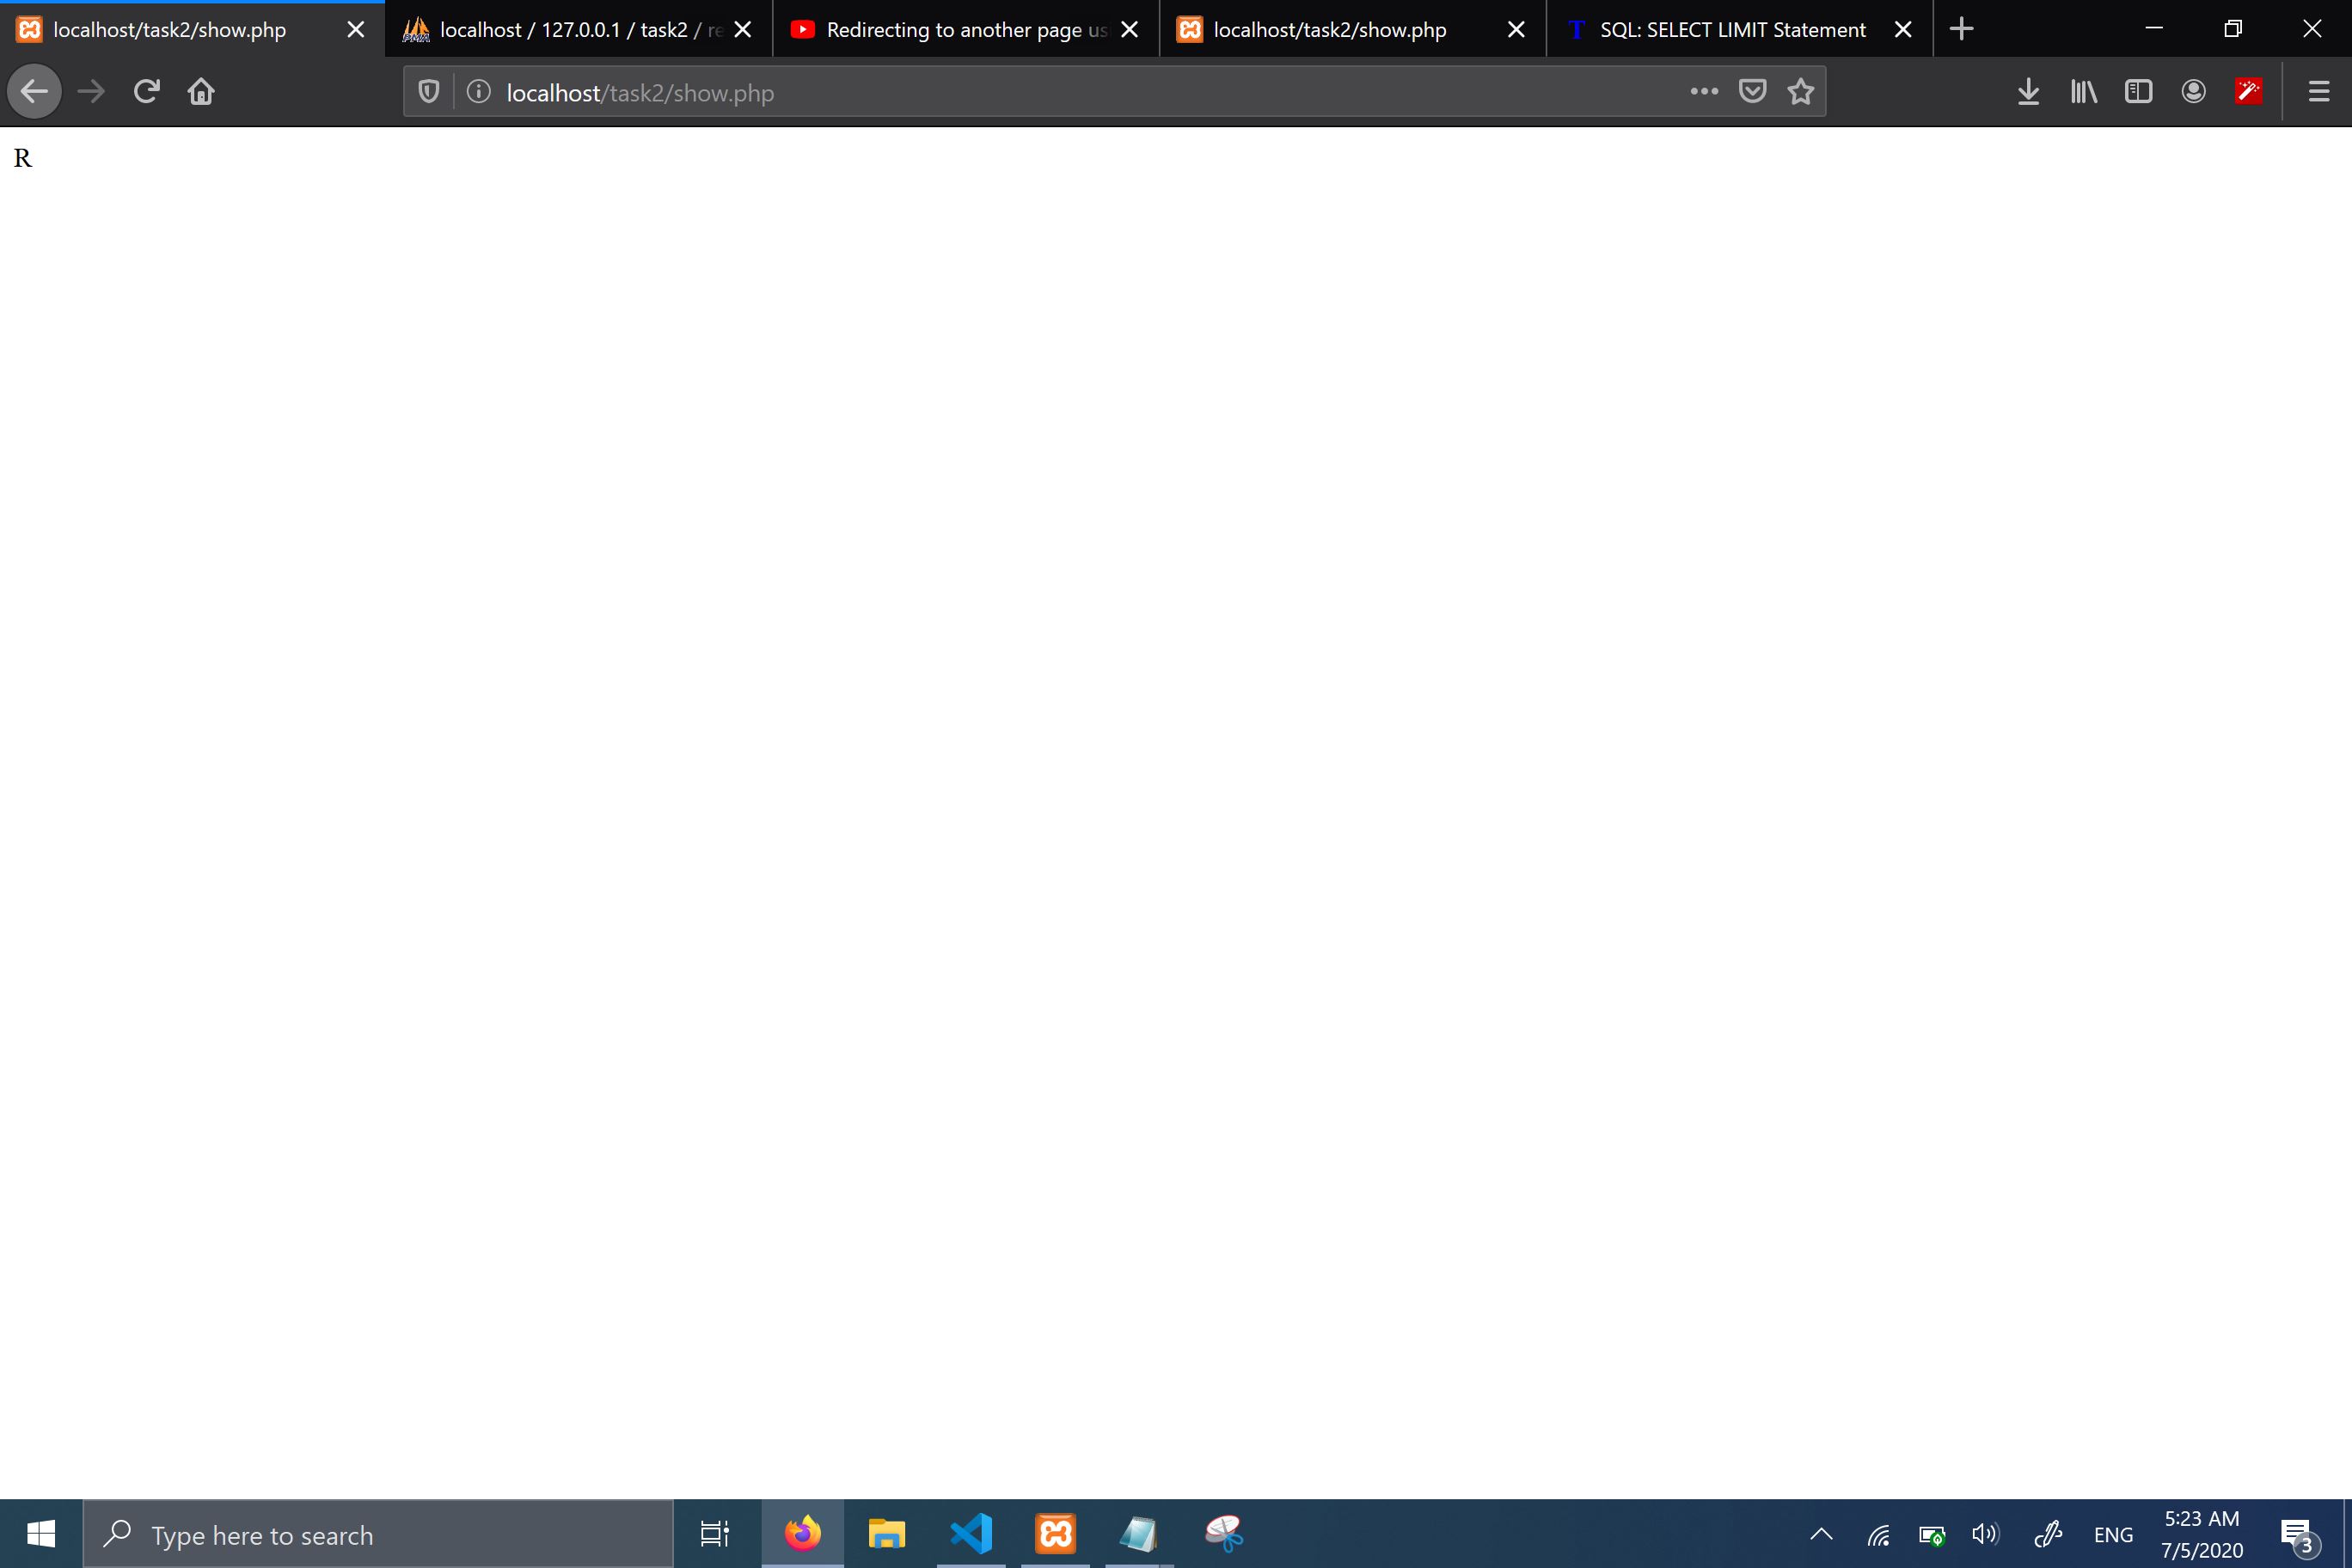 localhost/task2/show.php
localhost / 127.0.0.1 / task2 / re
Redirecting to another page us
localhost/task2/show.php
SQL: SELECT LIMIT Statement
localhost/task2/show.php
R
Type here to search
ENG
5:23 AM
7/5/2020
3